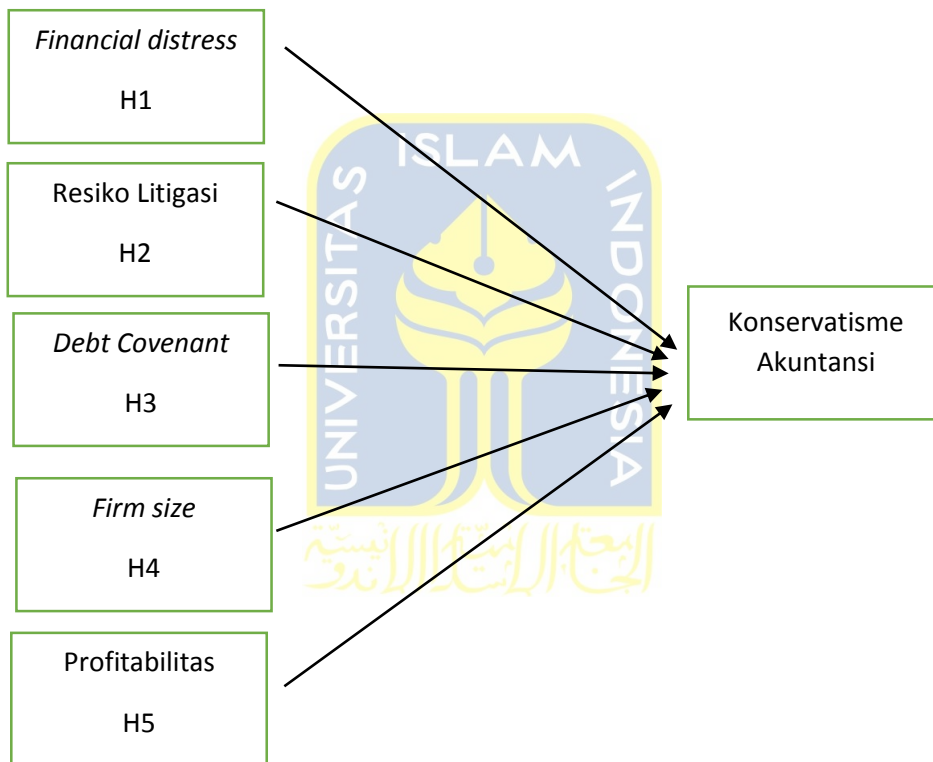 Financial distress
H1
Resiko Litigasi
H2
Debt Covenant
H3
Firm size
H4
Profitabilitas
H5
Konservatisme
Akuntansi
UNIVERSITAS ISLAM INDONESIA